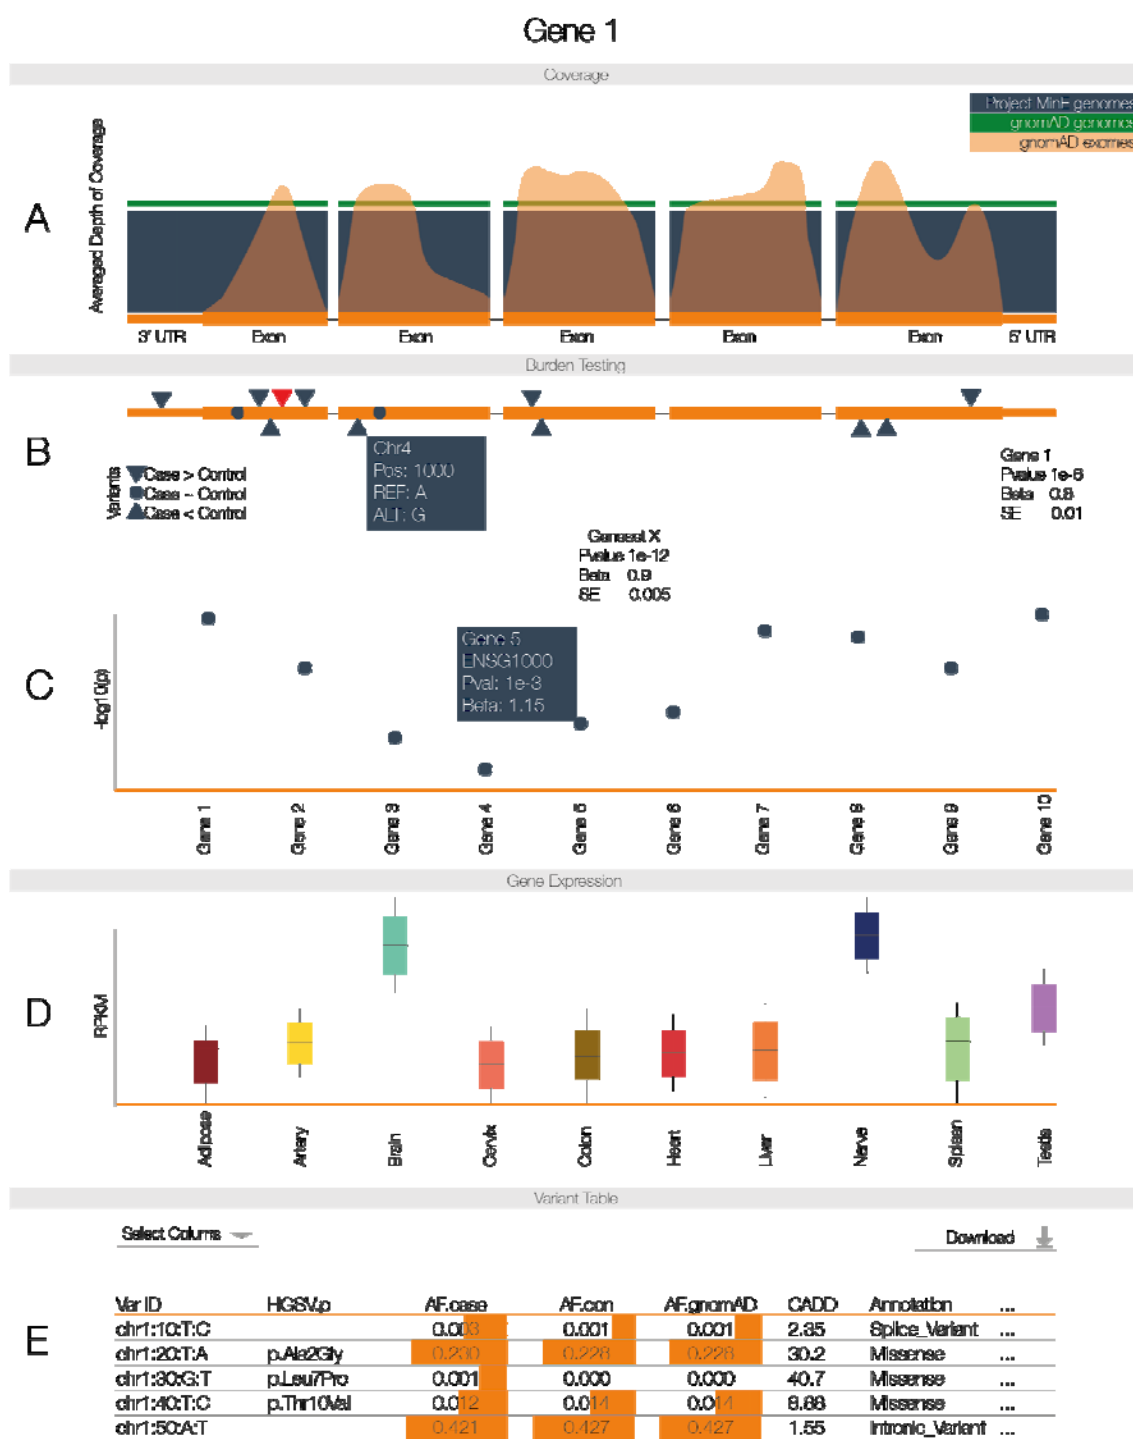 Gene 1
Coverage
Project MinE genomes
gnomAD genomes
gnomAD exomes
Averaged Depth of Coverage
A
3' UTR Exon Exon Exon Exon Exon 5' UTR
Burden Testing
B
Variants
Case > Control
Case ~ Control
Case < Control
Chr4
Pos: 1000
REF: A
ALT: G
Gene 1
Pvalue 1e-6
Beta 0.8
SE 0.01
Geneset X
Pvalue 1e-12
Beta 0.9
SE 0.005
C
-log10(p)
Gene 5
ENSG1000
Pval: 1e-3
Beta: 1.15
Gene 1 Gene 2 Gene 3 Gene 4 Gene 5 Gene 6 Gene 7 Gene 8 Gene 9 Gene 10
Gene Expression
D
RPKM
Adipose Artery Brain Cervix Colon Heart Liver Nerve Spleen Testis
Variant Table
Select Colums Download
E
Var ID HGSV.p AF.case AF.con AF.gnomAD CADD Annotation ...
chr1:10:T:C 0.003 0.001 0.001 2.35 Splice_Variant ...
chr1:20:T:A p.Ala2Gly 0.230 0.228 0.228 30.2 Missense ...
chr1:30:G:T p.Leu7Pro 0.001 0.000 0.000 40.7 Missense ...
chr1:40:T:C p.Thr10Val 0.012 0.014 0.014 8.88 Missense ...
chr1:50:A:T 0.421 0.427 0.427 1.55 Intronic_Variant ...